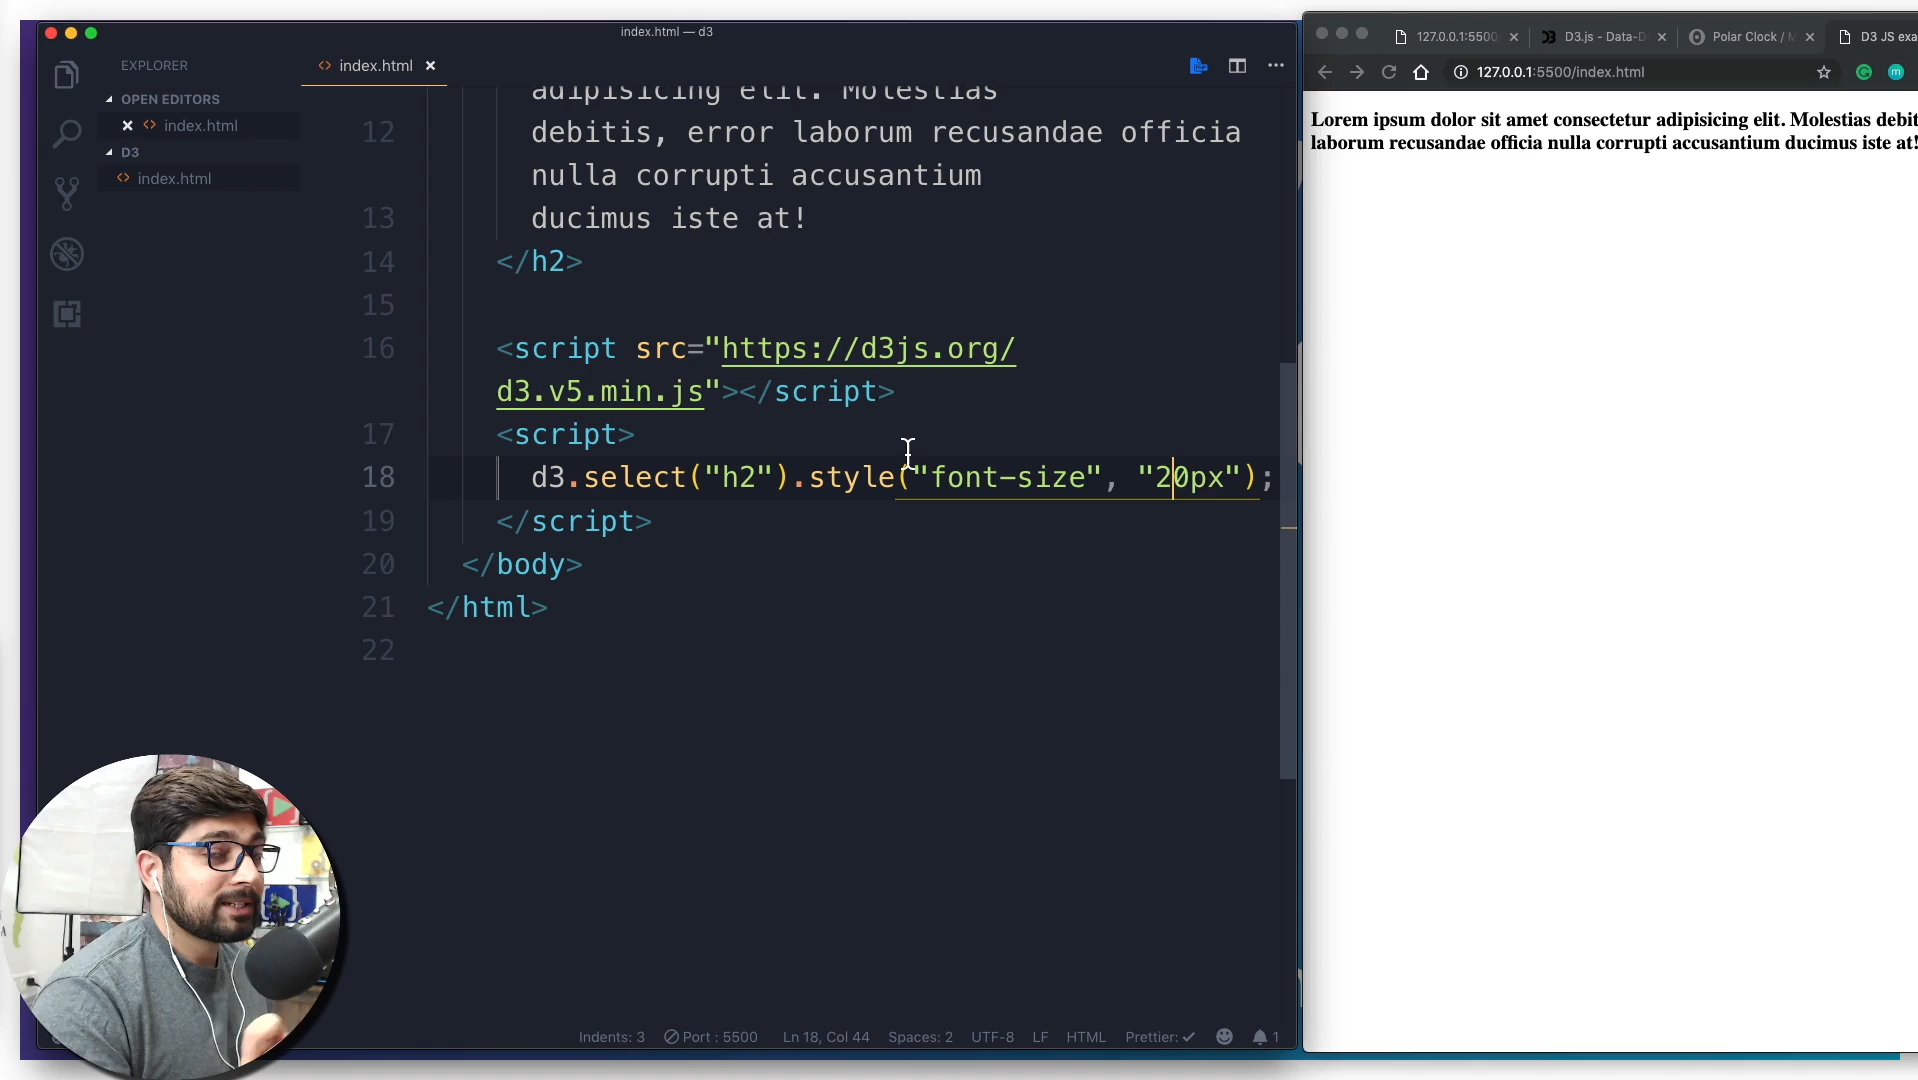 index.html — d3
EXPLORER
OPEN EDITORS
index.html
D3
index.html
index.html
adipisicing elit. Molestias
12 debitis, error laborum recusandae officia
nulla corrupti accusantium
13 ducimus iste at!
14 </h2>
15
16 <script src="https://d3js.org/
d3.v5.min.js"></script>
17 <script>
18 d3.select("h2").style("font-size", "20px");
19 </script>
20 </body>
21 </html>
22
Indents: 3 Port : 5500 Ln 18, Col 44 Spaces: 2 UTF-8 LF HTML Prettier: ✓ 1
127.0.0.1:5500 D3.js - Data-D Polar Clock / D3 JS exa
127.0.0.1:5500/index.html
Lorem ipsum dolor sit amet consectetur adipisicing elit. Molestias debit
laborum recusandae officia nulla corrupti accusantium ducimus iste at!